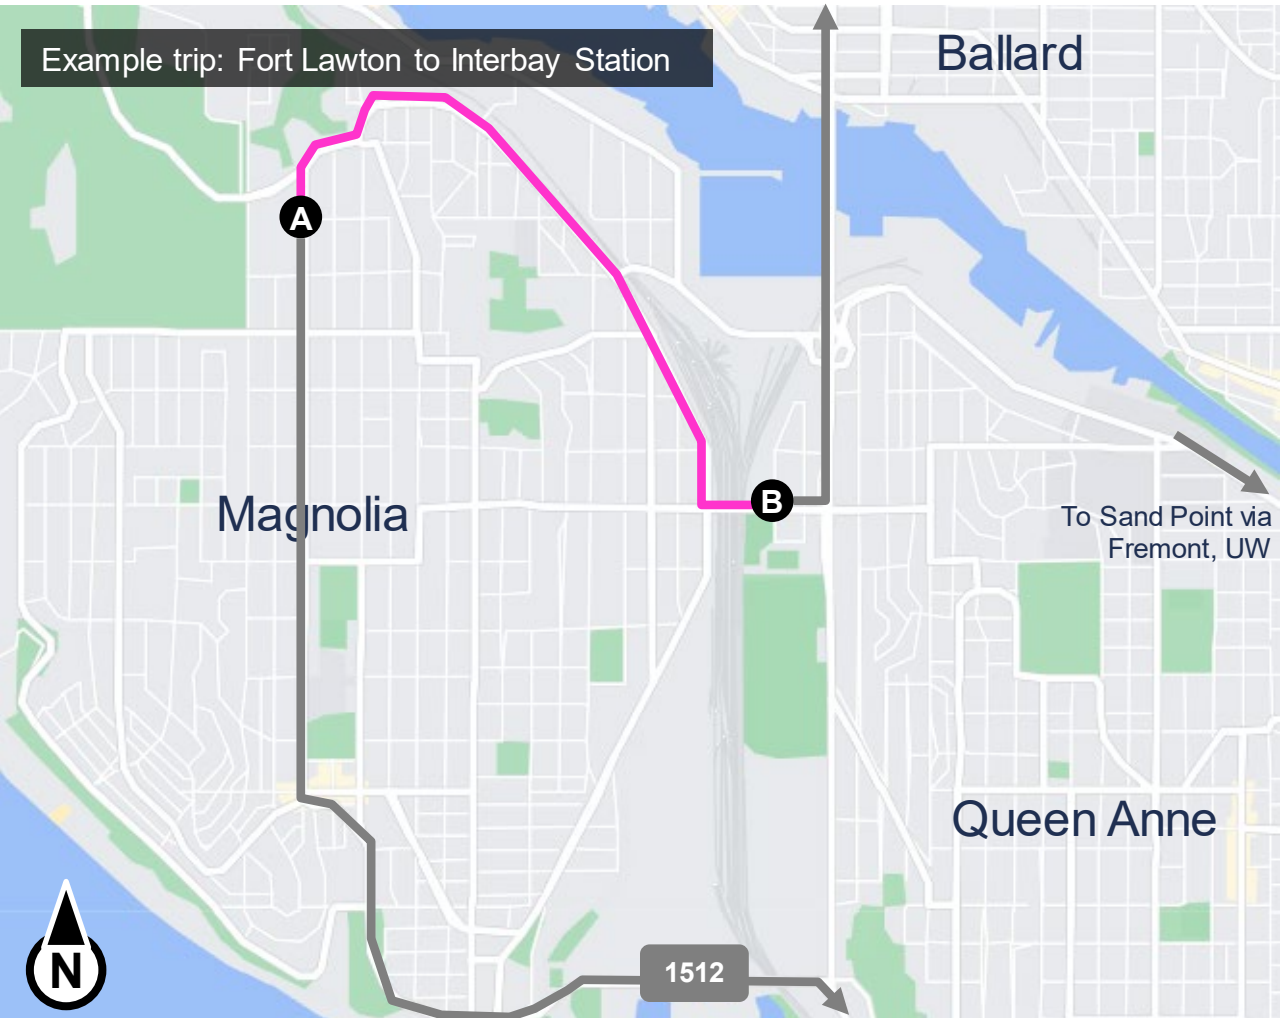 Example trip: Fort Lawton to Interbay Station
Ballard
A
Magnolia
B
To Sand Point via
Fremont, UW
Queen Anne
N
1512